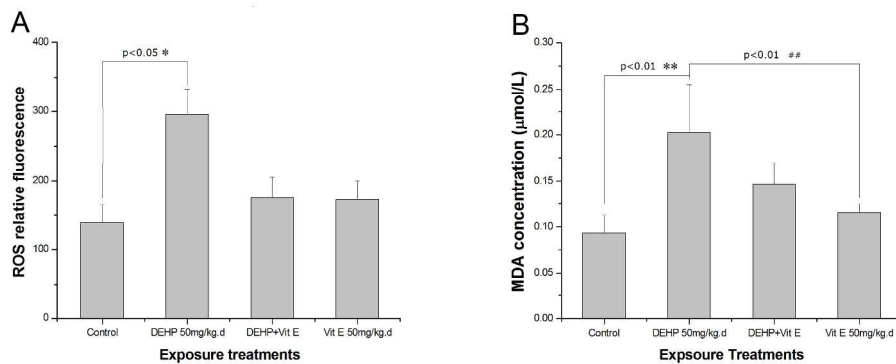 A
400
300
200
100
0
ROS relative fluorescence
p<0.05 *
Control
DEHP 50mg/kg.d
DEHP+Vit E
Vit E 50mg/kg.d
Exposure treatments
B
0.30
0.25
0.20
0.15
0.10
0.05
0.00
MDA concentration (µmol/L)
p<0.01 **
p<0.01 ##
Control
DEHP 50mg/kg.d
DEHP+Vit E
Vit E 50mg/kg.d
Expsoure treatments